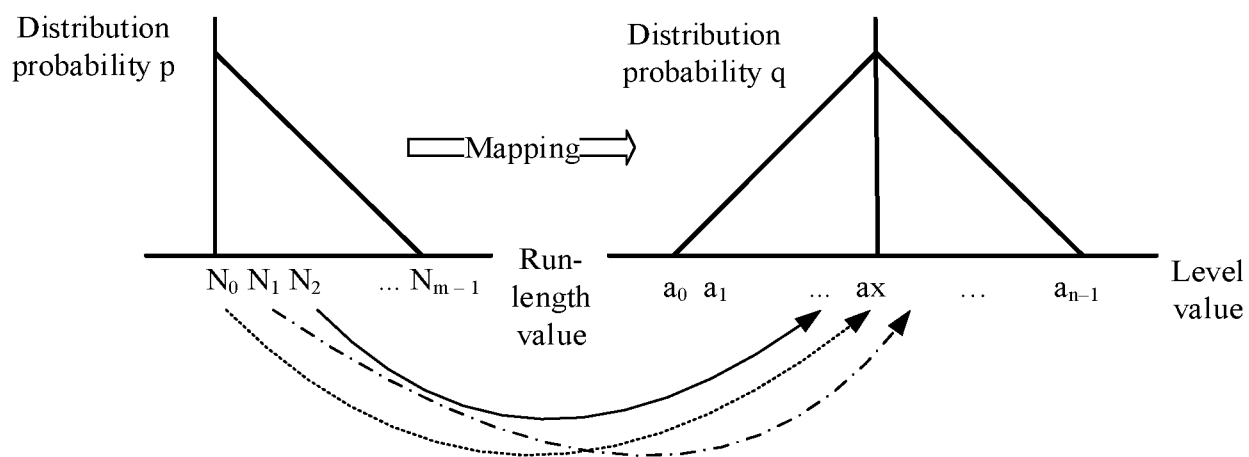 Distribution
probability p
Distribution
probability q
Mapping
N₀ N₁ N₂ ... Nₘ₋₁
Run-
length
value
a₀ a₁ ... ax ... aₙ₋₁
Level
value